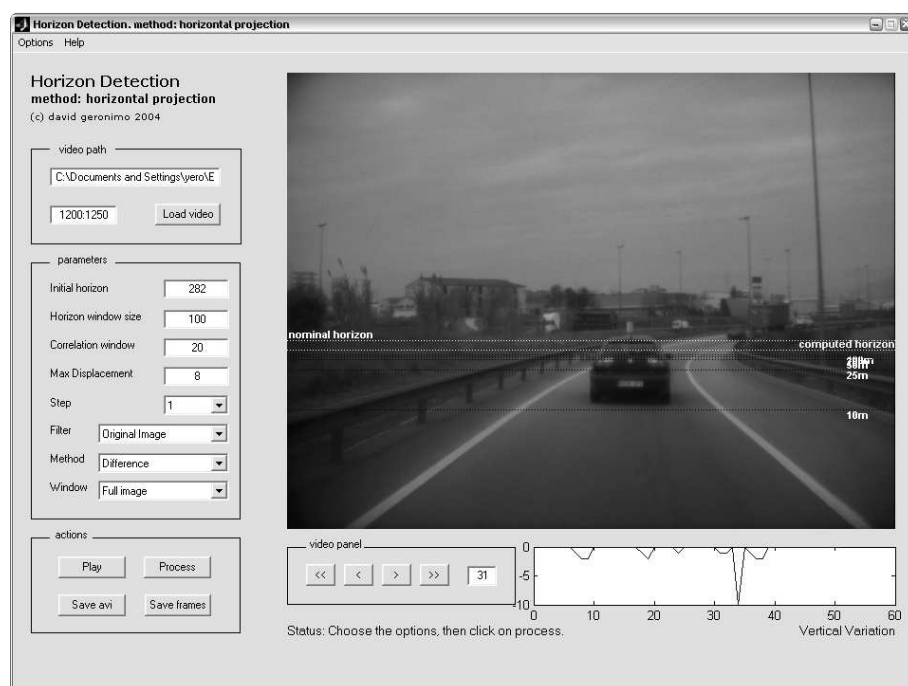 Horizon Detection. method: horizontal projection
Options Help
Horizon Detection
method: horizontal projection
(c) david geronimo 2004
video path
C:\Documents and Settings\yero\E
1200:1250 Load video
parameters
Initial horizon 282
Horizon window size 100
Correlation window 20
Max Displacement 8
Step 1
Filter Original Image
Method Difference
Window Full image
actions
Play Process
Save avi Save frames
nominal horizon
computed horizon
50m
25m
10m
video panel
<< < > >> 31
0
-5
-10
0 10 20 30 40 50 60
Status: Choose the options, then click on process.
Vertical Variation